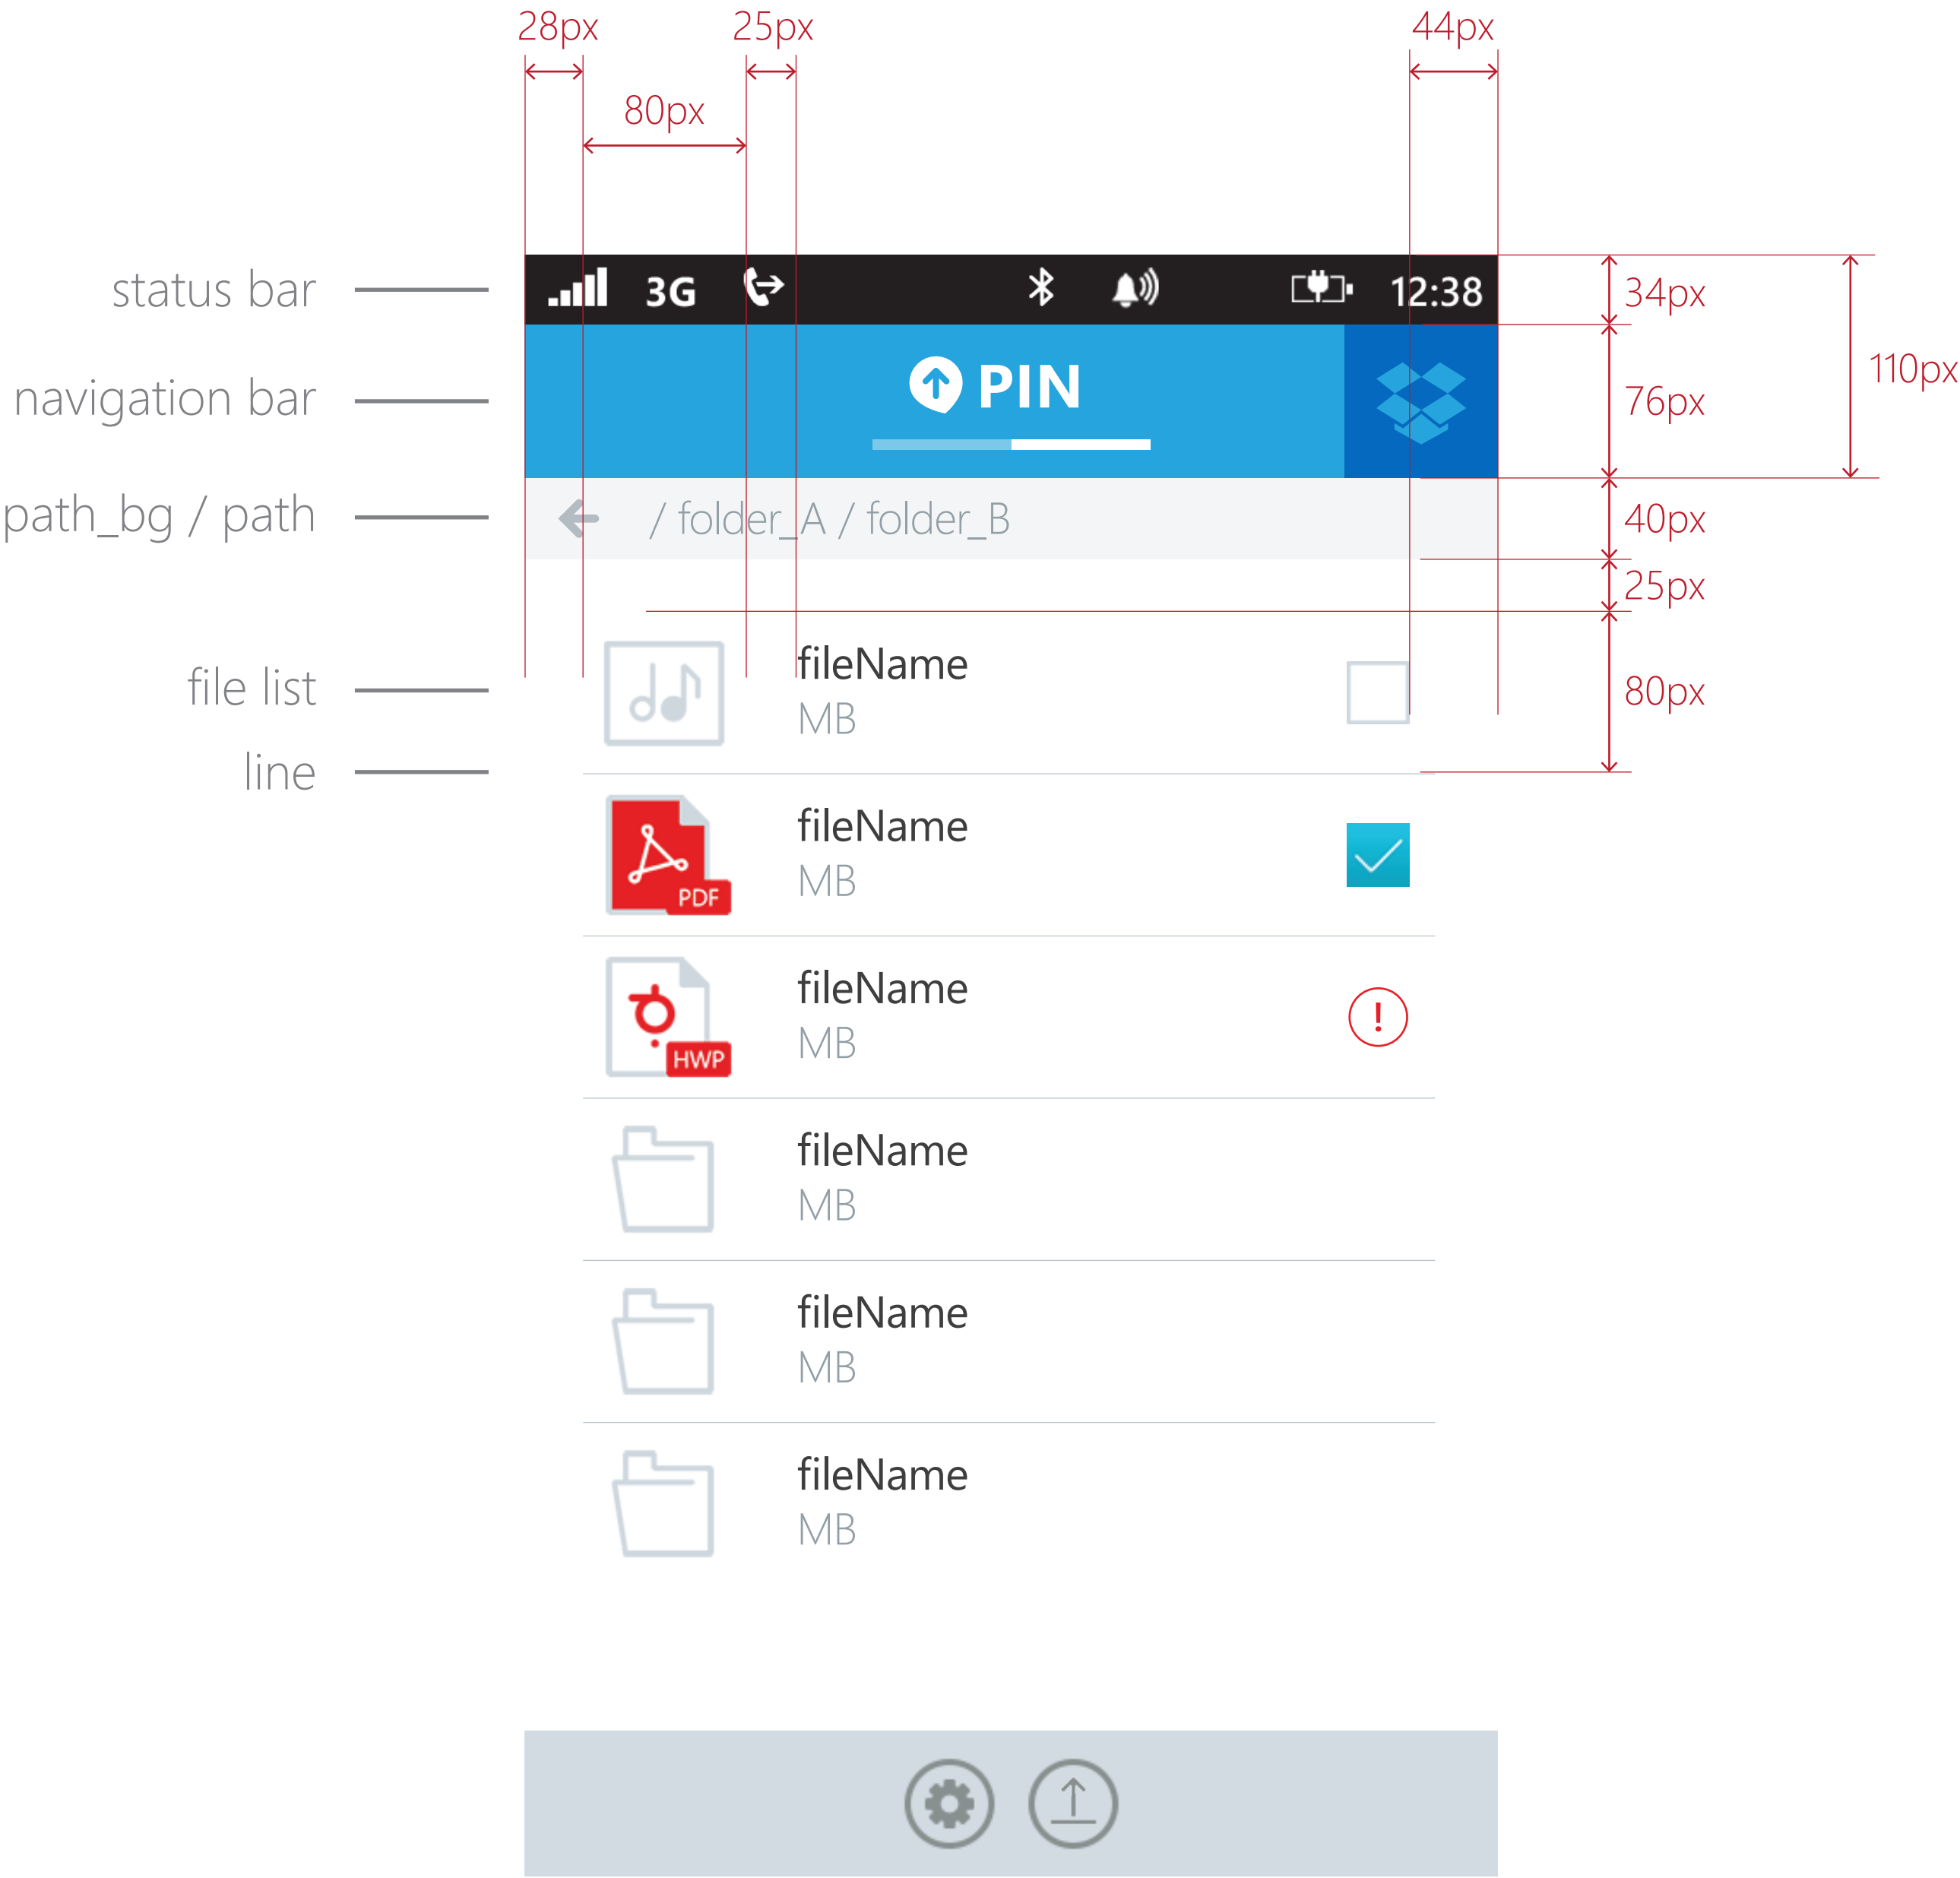 28px
25px
44px
80px
status bar
3G
12:38
34px
110px
navigation bar
PIN
76px
path_bg / path
/ folder_A / folder_B
40px
25px
file list
fileName
MB
80px
line
fileName
MB
PDF
fileName
MB
HWP
fileName
MB
fileName
MB
fileName
MB